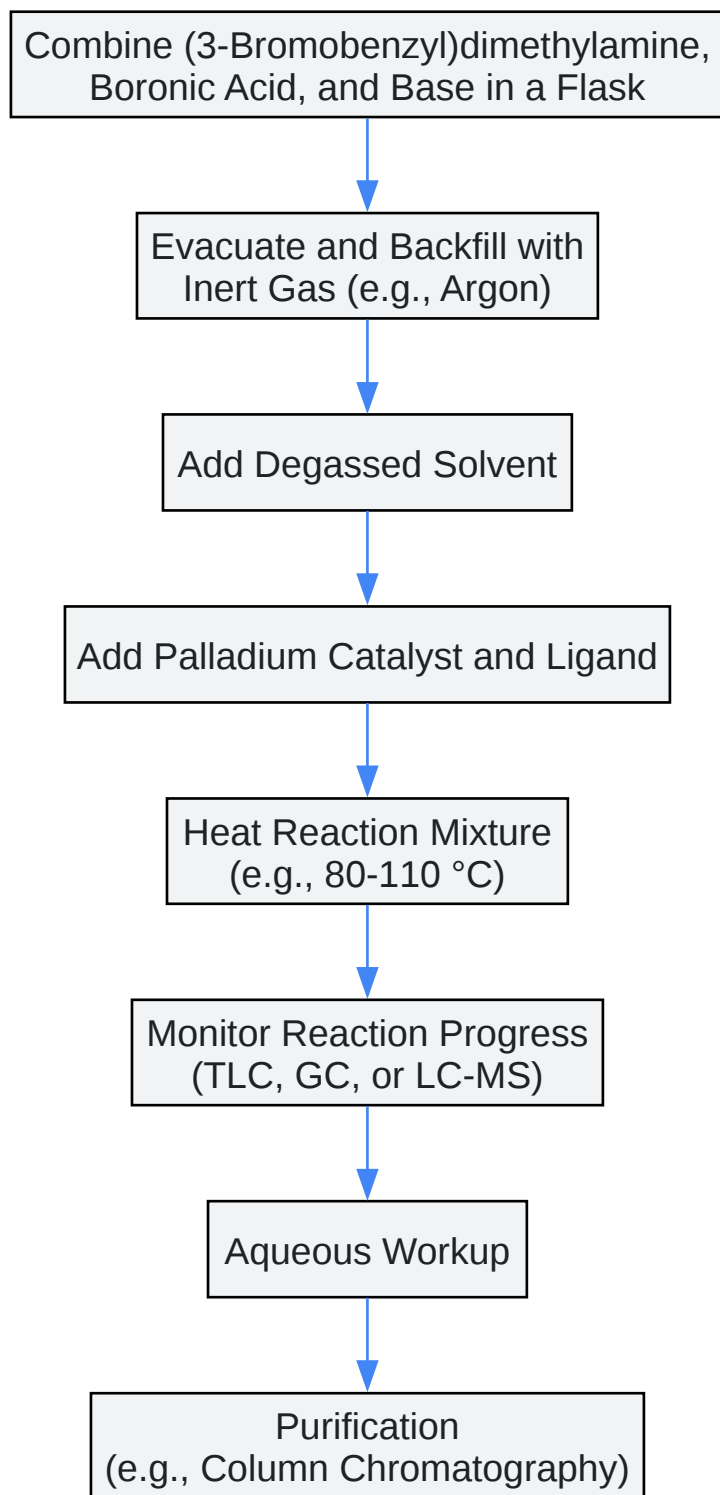 Combine (3-Bromobenzyl)dimethylamine,
Boronic Acid, and Base in a Flask
Evacuate and Backfill with
Inert Gas (e.g., Argon)
Add Degassed Solvent
Add Palladium Catalyst and Ligand
Heat Reaction Mixture
(e.g., 80-110 °C)
Monitor Reaction Progress
(TLC, GC, or LC-MS)
Aqueous Workup
Purification
(e.g., Column Chromatography)